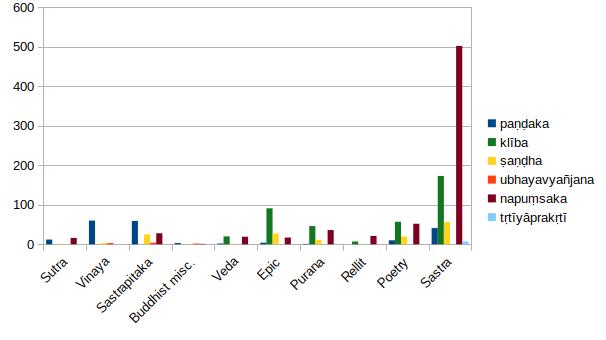 600
500
400
300
200
100
0
Sutra
Vinaya
Sastrapitaka
Buddhist misc.
Veda
Epic
Purana
Rellit
Poetry
Sastra
paṇḍaka
klība
ṣaṇḍha
ubhayavyañjana
napuṃsaka
tṛtīyāprakṛtī